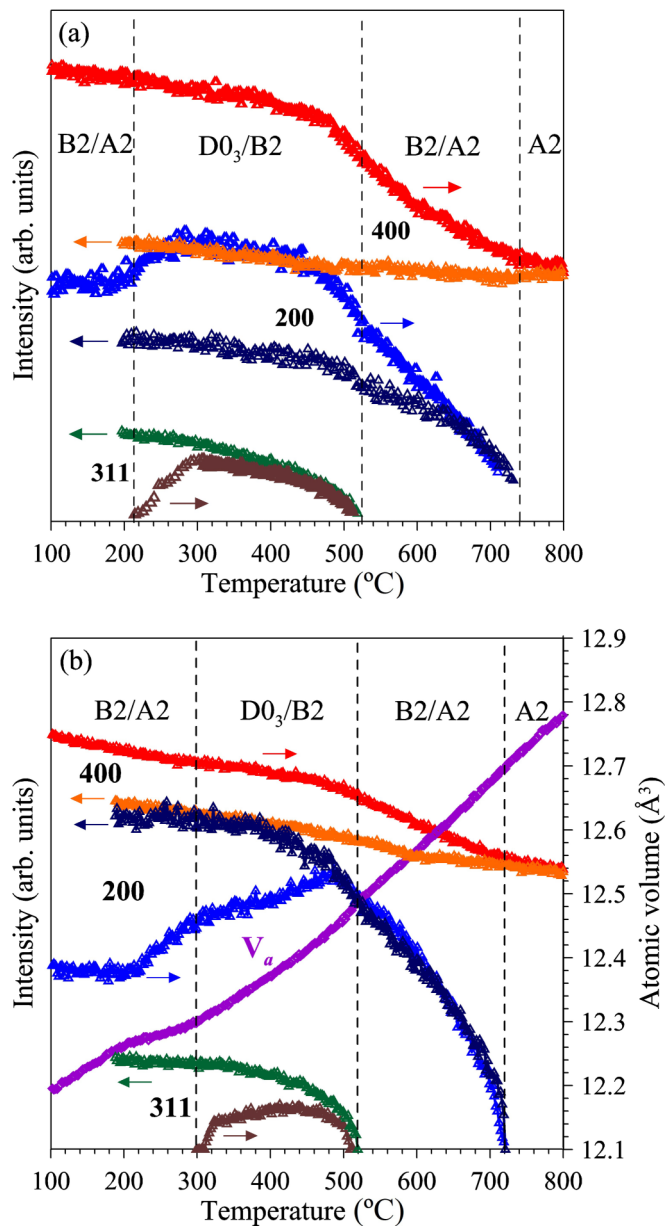 (a)
B2/A2
D0₃/B2
B2/A2
A2
400
200
311
Intensity (arb. units)
100 200 300 400 500 600 700 800
Temperature (ºC)
(b)
B2/A2
D0₃/B2
B2/A2
A2
400
200
Vₐ
311
Intensity (arb. units)
12.9
12.8
12.7
12.6
12.5
12.4
12.3
12.2
12.1
Atomic volume (Å³)
100 200 300 400 500 600 700 800
Temperature (ºC)